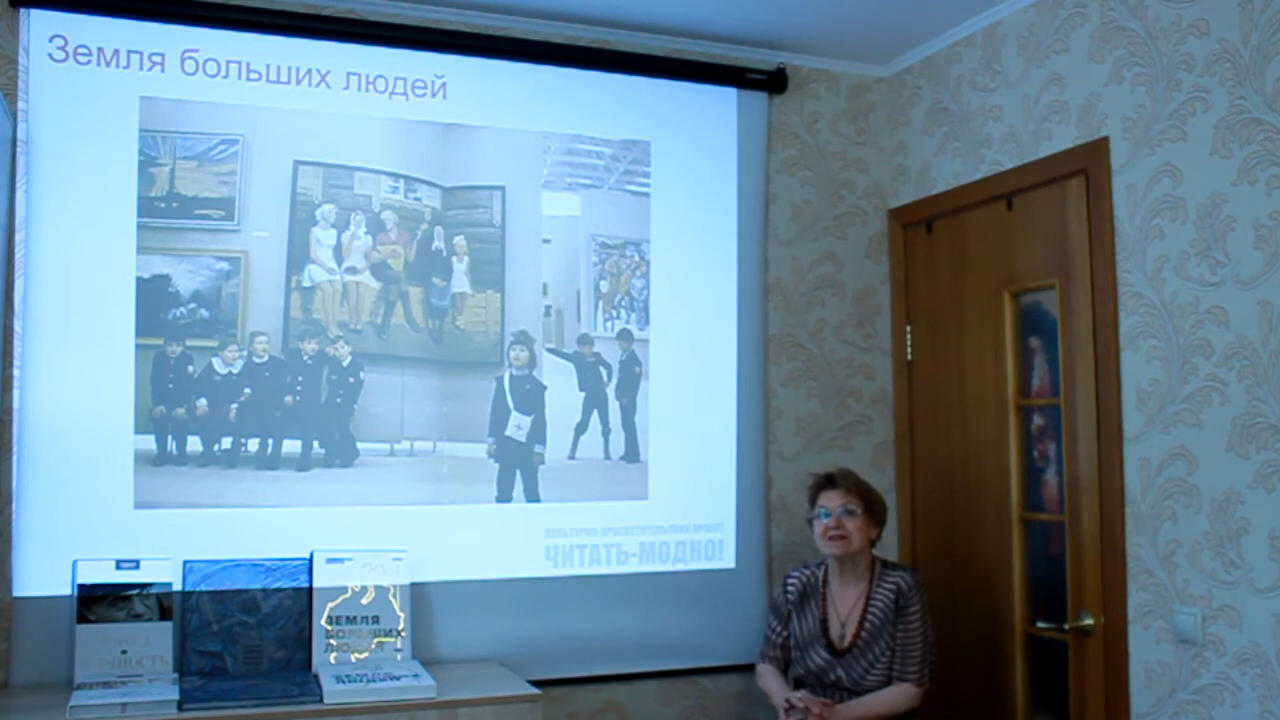 Земля больших людей
КУЛЬТУРНО-ПРОСВЕТИТЕЛЬСКИЙ ПРОЕКТ
ЧИТАТЬ-МОДНО!
ЗЕМЛЯ
БОЛЬШИХ
ЛЮДЕЙ